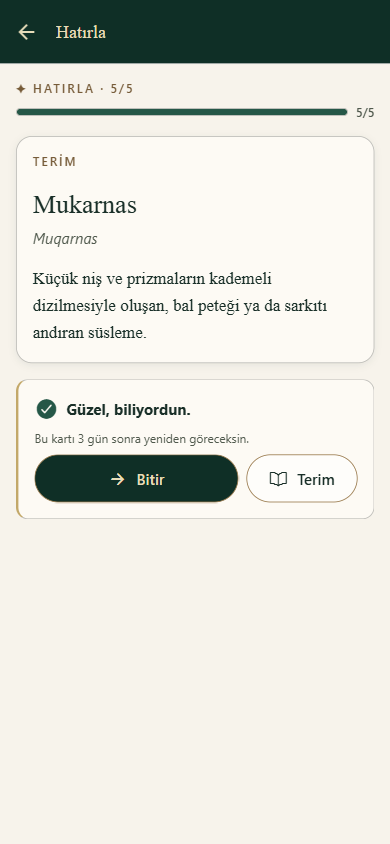 Hatırla
✦ HATIRLA · 5/5
5/5
TERİM
Mukarnas
Muqarnas
Küçük niş ve prizmaların kademeli
dizilmesiyle oluşan, bal peteği ya da sarkıtı
andıran süsleme.
Güzel, biliyordun.
Bu kartı 3 gün sonra yeniden göreceksin.
Bitir
Terim